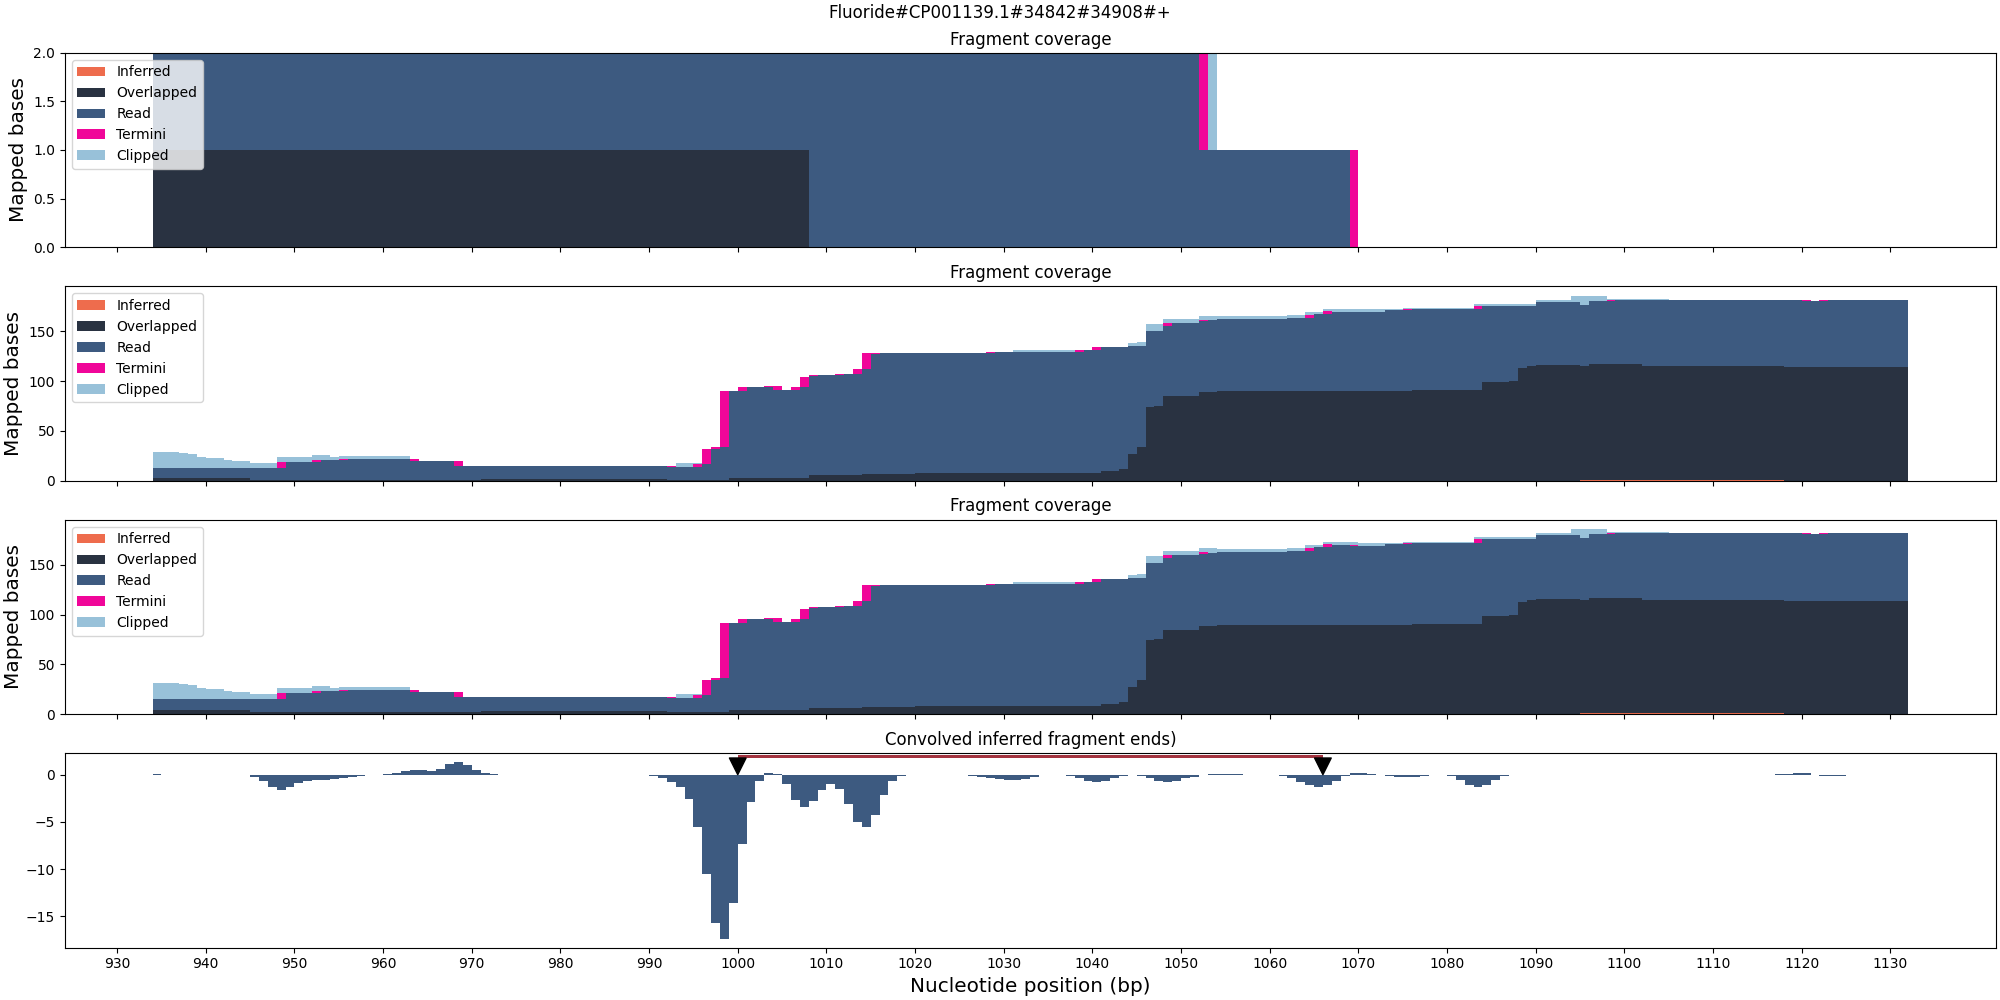 Fluoride#CP001139.1#34842#34908#+
Fragment coverage
Mapped bases
2.0
1.5
1.0
0.5
0.0
Inferred
Overlapped
Read
Termini
Clipped
Fragment coverage
Mapped bases
150
100
50
0
Inferred
Overlapped
Read
Termini
Clipped
Fragment coverage
Mapped bases
150
100
50
0
Inferred
Overlapped
Read
Termini
Clipped
Convolved inferred fragment ends)
0
−5
−10
−15
930 940 950 960 970 980 990 1000 1010 1020 1030 1040 1050 1060 1070 1080 1090 1100 1110 1120 1130
Nucleotide position (bp)